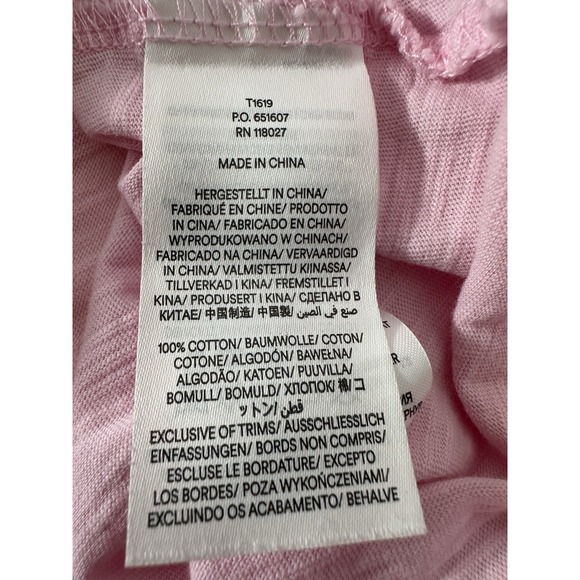 T1619
P.O. 651607
RN 118027
MADE IN CHINA
HERGESTELLT IN CHINA/
FABRIQUÉ EN CHINE/ PRODOTTO
IN CINA/ FABRICADO EN CHINA/
WYPRODUKOWANO W CHINACH/
FABRICADO NA CHINA/ VERVAARDIGD
IN CHINA/ VALMISTETTU KIINASSA/
TILLVERKAD I KINA/ FREMSTILLET I
KINA/ PRODUSERT I KINA/ СДЕЛАНО В
КИТАЕ/ 中国制造/ 中国製/ صنع في الصين/
100% COTTON/ BAUMWOLLE/ COTON/
COTONE/ ALGODÓN/ BAWEŁNA/
ALGODÃO/ KATOEN/ PUUVILLA/
BOMULL/ BOMULD/ ХЛОПОК/ 棉/コ
ットン/ قطن/
EXCLUSIVE OF TRIMS/ AUSSCHLIESSLICH
EINFASSUNGEN/ BORDS NON COMPRIS/
ESCLUSE LE BORDATURE/ EXCEPTO
LOS BORDES/ POZA WYKOŃCZENIAMI/
EXCLUINDO OS ACABAMENTO/ BEHALVE